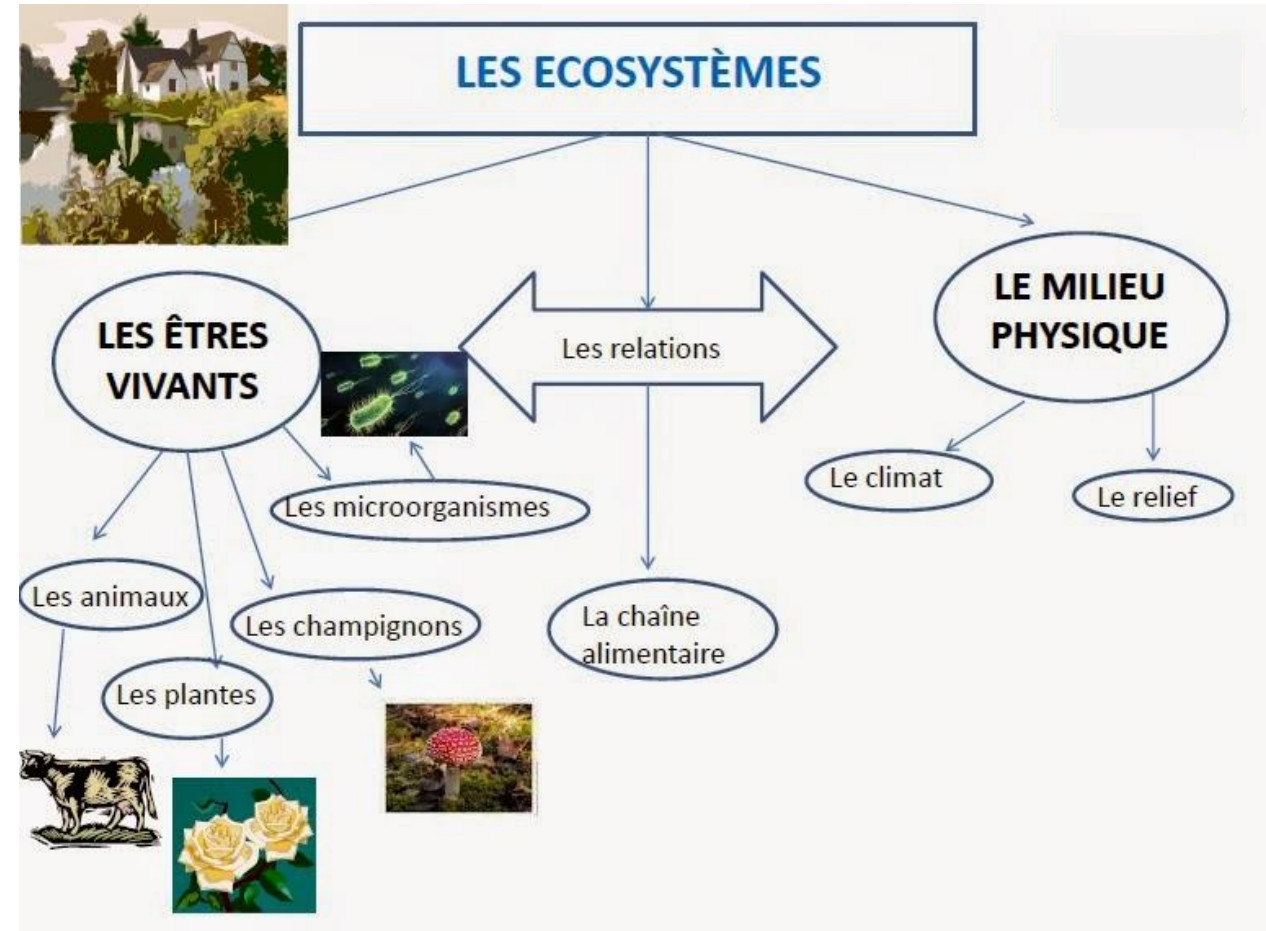 LES ECOSYSTÈMES
LES ÊTRES
VIVANTS
Les relations
LE MILIEU
PHYSIQUE
Les microorganismes
Le climat
Le relief
Les animaux
Les champignons
La chaîne
alimentaire
Les plantes